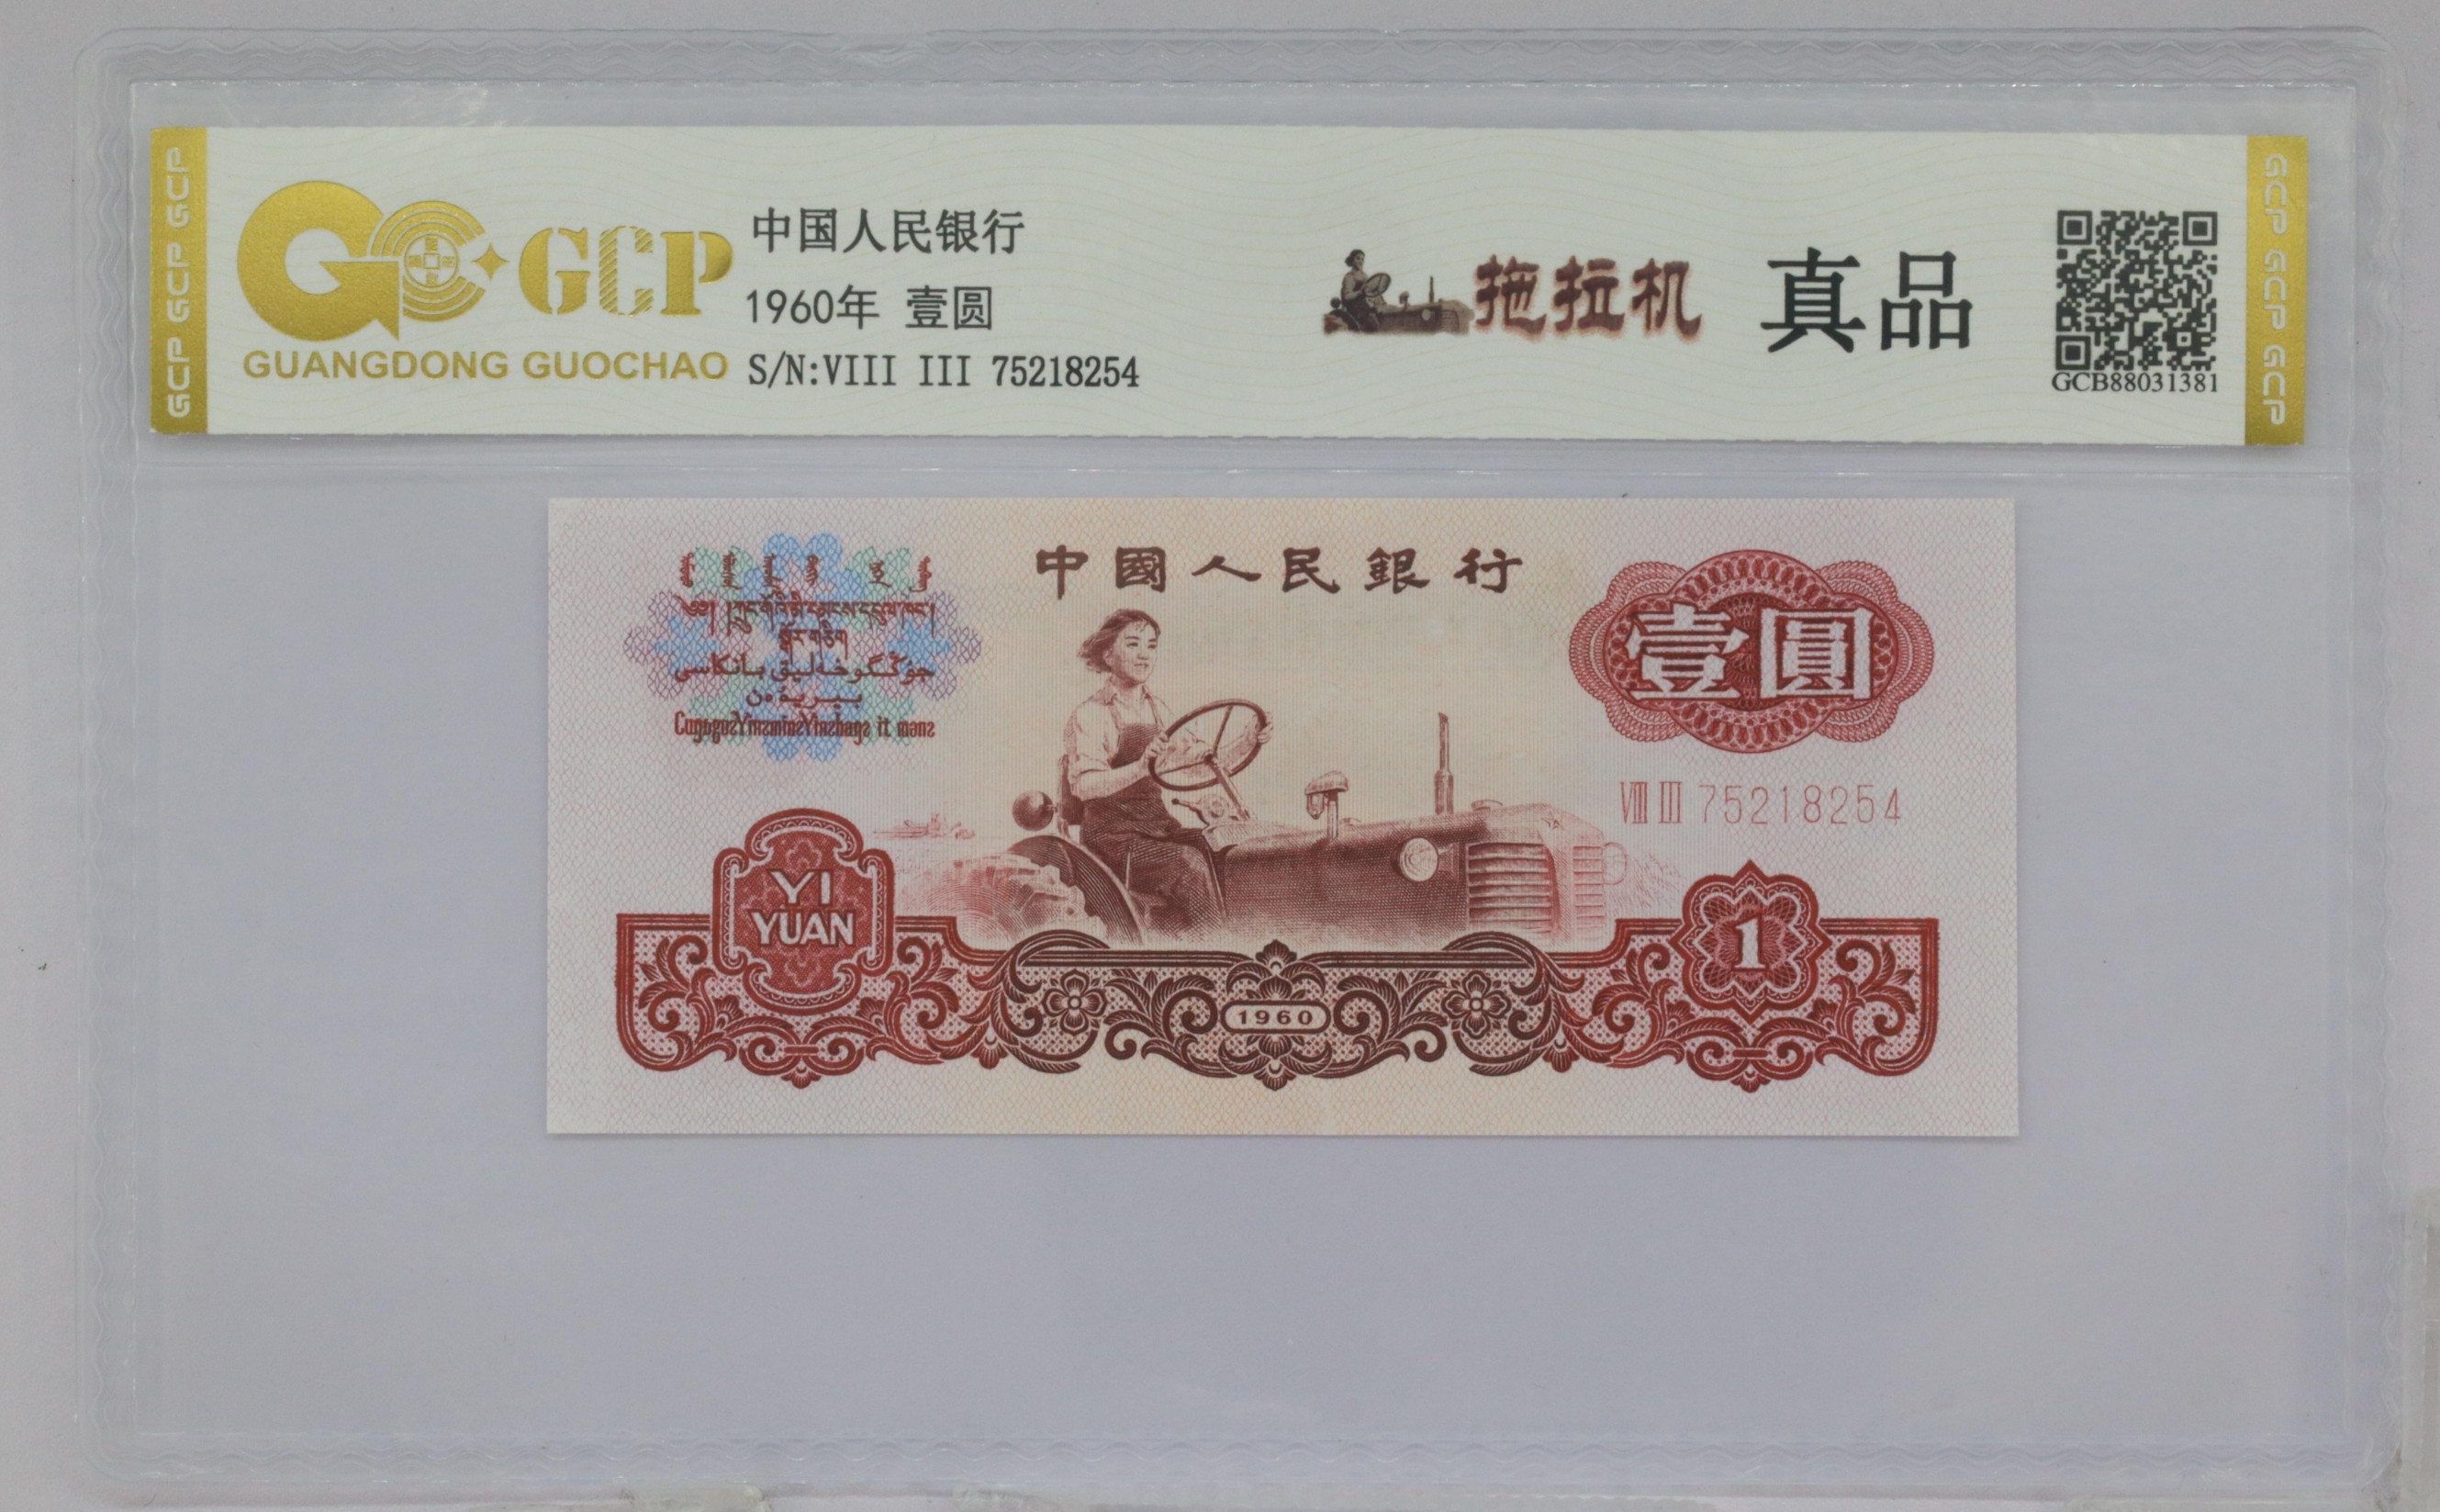 GCP GCP GCP
GCP
GUANGDONG GUOCHAO
中国人民银行
1960年 壹圆
S/N:VIII III 75218254
拖拉机
真品
GCB88031381
GCP GCP GCP
中國人民銀行
壹圓
VIII III 75218254
YI
YUAN
1960
1